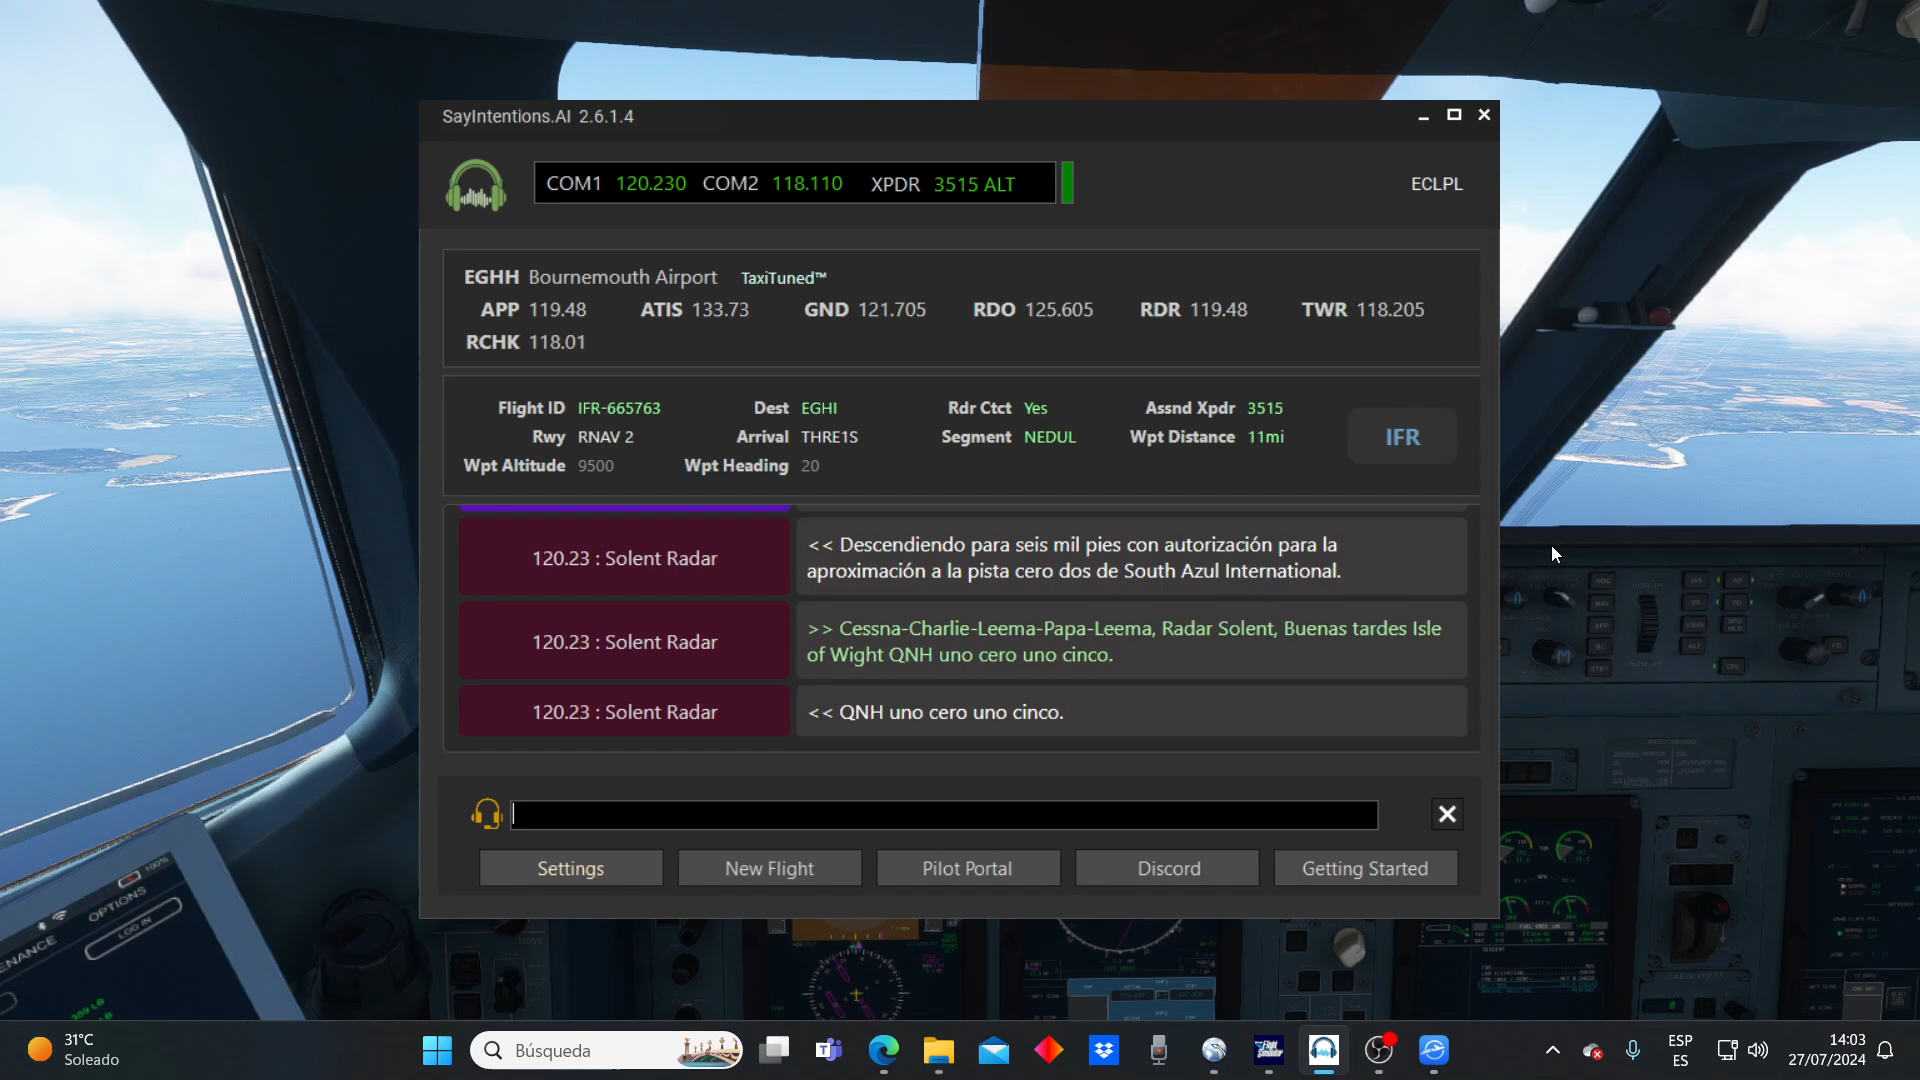 SayIntentions.AI 2.6.1.4
COM1 120.230 COM2 118.110 XPDR 3515 ALT
ECLPL
EGHH Bournemouth Airport TaxiTuned™
APP 119.48 ATIS 133.73 GND 121.705 RDO 125.605 RDR 119.48 TWR 118.205
RCHK 118.01
Flight ID IFR-665763 Dest EGHI Rdr Ctct Yes Assnd Xpdr 3515
Rwy RNAV 2 Arrival THRE1S Segment NEDUL Wpt Distance 11mi
IFR
Wpt Altitude 9500 Wpt Heading 20
120.23 : Solent Radar
<< Descendiendo para seis mil pies con autorización para la
aproximación a la pista cero dos de South Azul International.
120.23 : Solent Radar
>> Cessna-Charlie-Leema-Papa-Leema, Radar Solent, Buenas tardes Isle
of Wight QNH uno cero uno cinco.
120.23 : Solent Radar
<< QNH uno cero uno cinco.
Settings New Flight Pilot Portal Discord Getting Started
100%
OPTIONS
LOG IN
ENANCE
TAWS
31°C
Soleado
Búsqueda
ESP
ES
14:03
27/07/2024